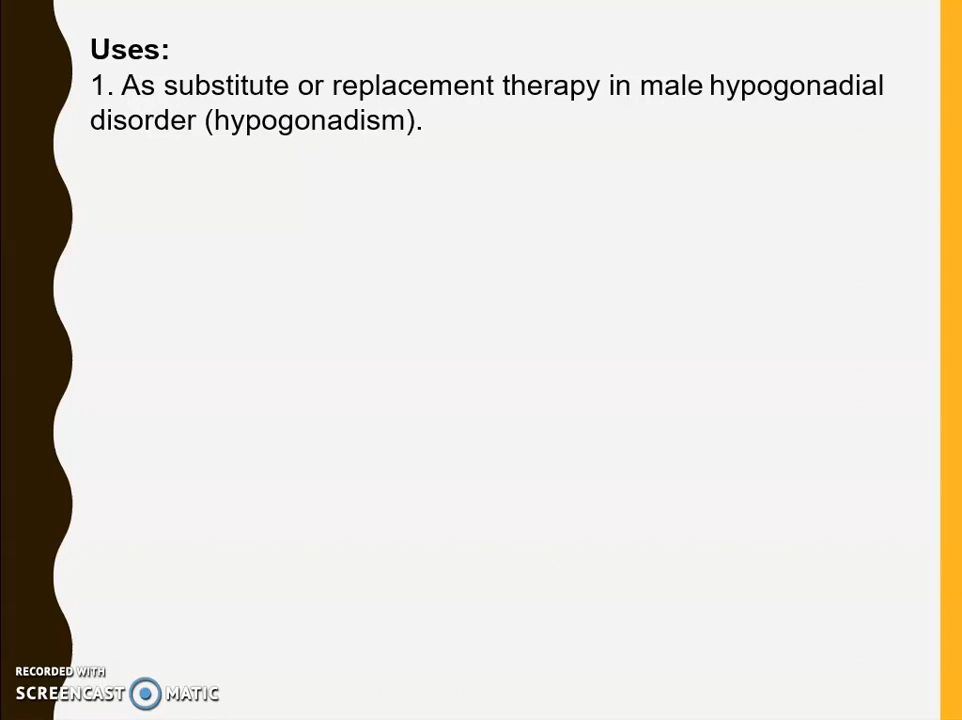 Uses:
1. As substitute or replacement therapy in male hypogonadial
disorder (hypogonadism).
RECORDED WITH
SCREENCAST MATIC